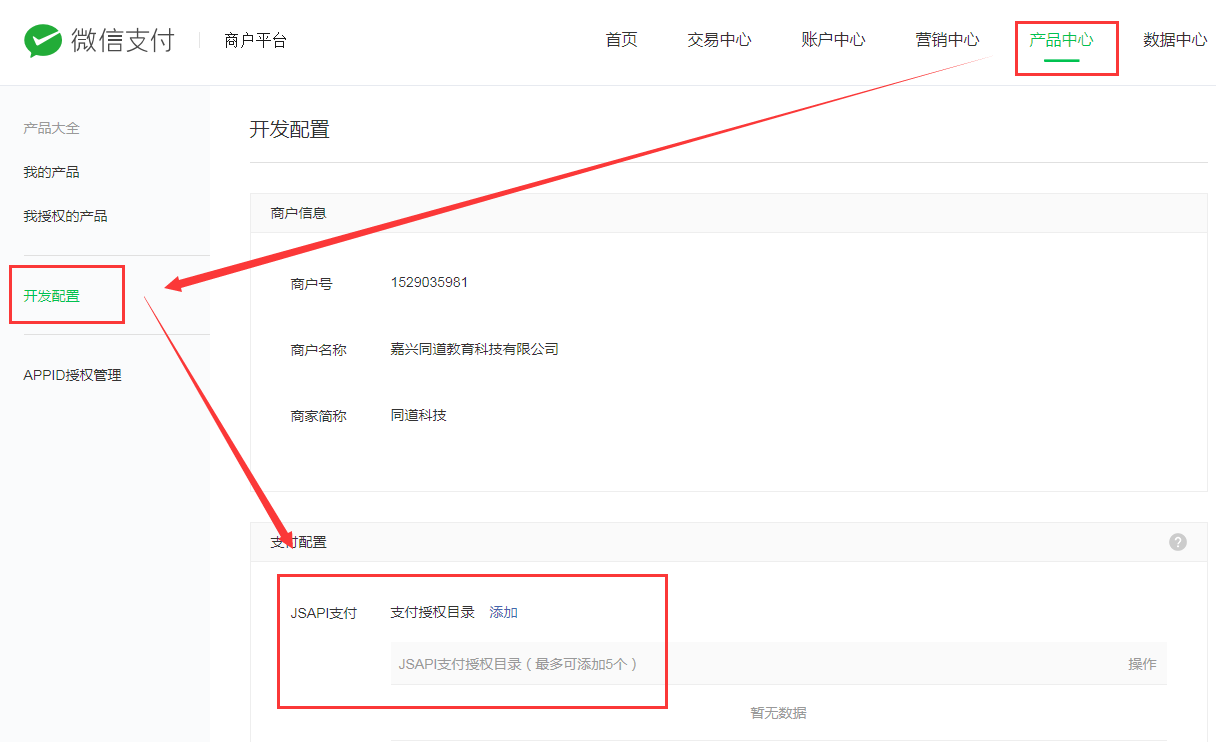 微信支付 商户平台 首页 交易中心 账户中心 营销中心 产品中心 数据中心
产品大全
我的产品
我授权的产品
开发配置
APPID授权管理
开发配置
商户信息
商户号 1529035981
商户名称 嘉兴同道教育科技有限公司
商家简称 同道科技
支付配置 ?
JSAPI支付 支付授权目录 添加
JSAPI支付授权目录（最多可添加5个） 操作
暂无数据